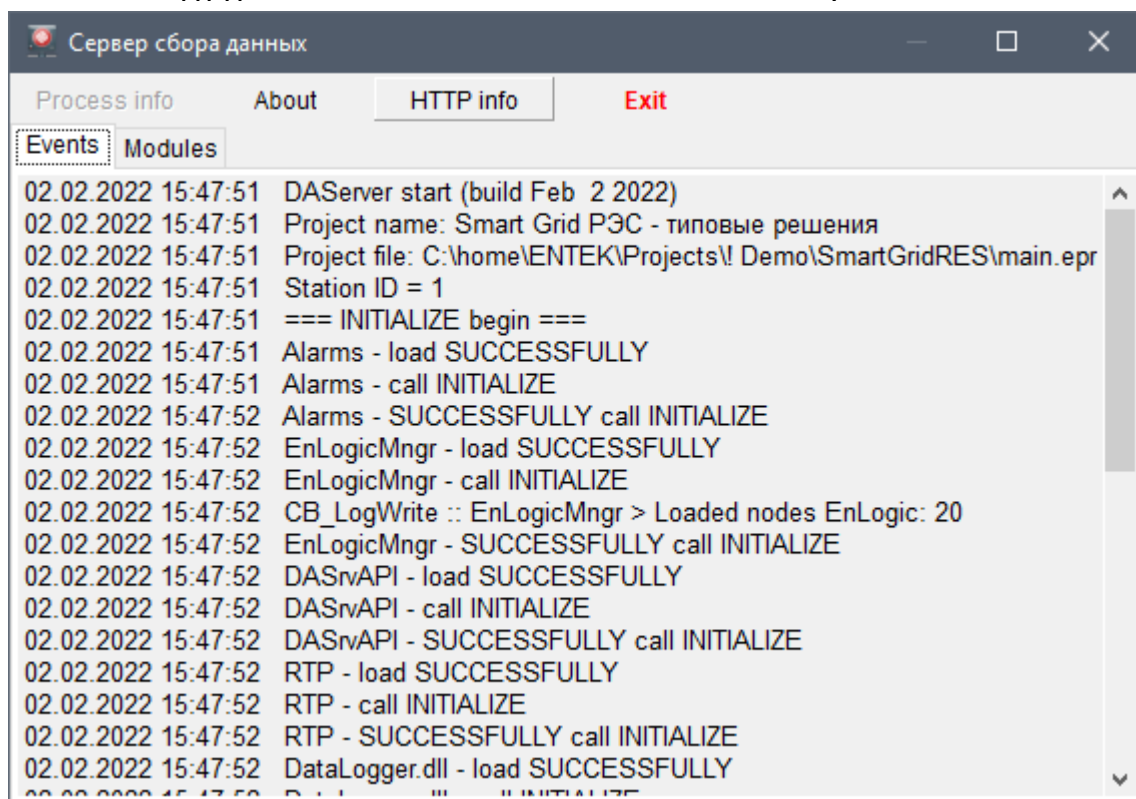 Сервер сбора данных
Process info About HTTP info Exit
Events Modules
02.02.2022 15:47:51 DAServer start (build Feb  2 2022)
02.02.2022 15:47:51 Project name: Smart Grid РЭС - типовые решения
02.02.2022 15:47:51 Project file: C:\home\ENTEK\Projects\! Demo\SmartGridRES\main.epr
02.02.2022 15:47:51 Station ID = 1
02.02.2022 15:47:51 === INITIALIZE begin ===
02.02.2022 15:47:51 Alarms - load SUCCESSFULLY
02.02.2022 15:47:51 Alarms - call INITIALIZE
02.02.2022 15:47:52 Alarms - SUCCESSFULLY call INITIALIZE
02.02.2022 15:47:52 EnLogicMngr - load SUCCESSFULLY
02.02.2022 15:47:52 EnLogicMngr - call INITIALIZE
02.02.2022 15:47:52 CB_LogWrite :: EnLogicMngr > Loaded nodes EnLogic: 20
02.02.2022 15:47:52 EnLogicMngr - SUCCESSFULLY call INITIALIZE
02.02.2022 15:47:52 DASrvAPI - load SUCCESSFULLY
02.02.2022 15:47:52 DASrvAPI - call INITIALIZE
02.02.2022 15:47:52 DASrvAPI - SUCCESSFULLY call INITIALIZE
02.02.2022 15:47:52 RTP - load SUCCESSFULLY
02.02.2022 15:47:52 RTP - call INITIALIZE
02.02.2022 15:47:52 RTP - SUCCESSFULLY call INITIALIZE
02.02.2022 15:47:52 DataLogger.dll - load SUCCESSFULLY